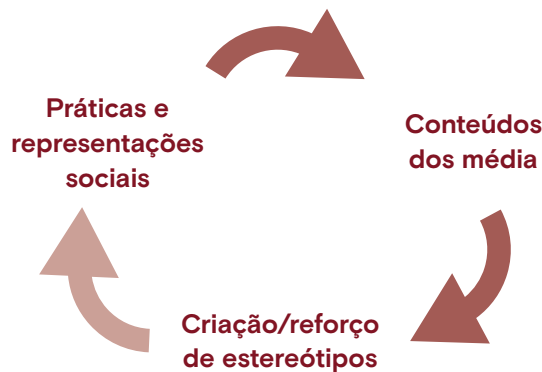 Práticas e
representações
sociais
Conteúdos
dos média
Criação/reforço
de estereótipos